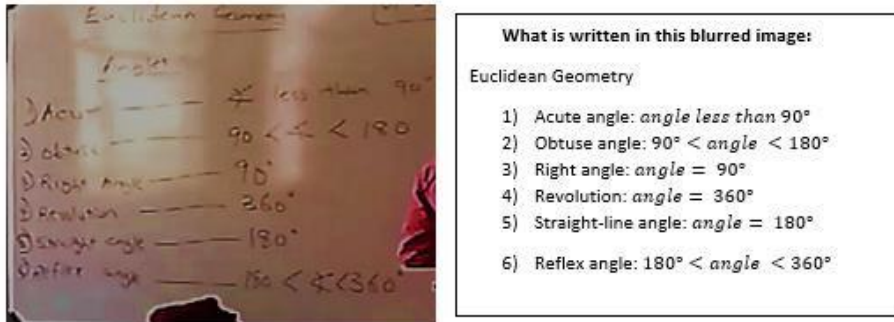 Euclidean Geometry
Angles
1) Acu ——— ∢ less than 90°
2) obtuse ——— 90 < ∢ < 180
3) Right Angle ——— 90°
4) Revolution ——— 360°
5) Straight angle ——— 180°
6) Reflex angle ——— 180 < ∢ < 360°
What is written in this blurred image:
Euclidean Geometry
1) Acute angle: angle less than 90°
2) Obtuse angle: 90° < angle < 180°
3) Right angle: angle = 90°
4) Revolution: angle = 360°
5) Straight-line angle: angle = 180°
6) Reflex angle: 180° < angle < 360°